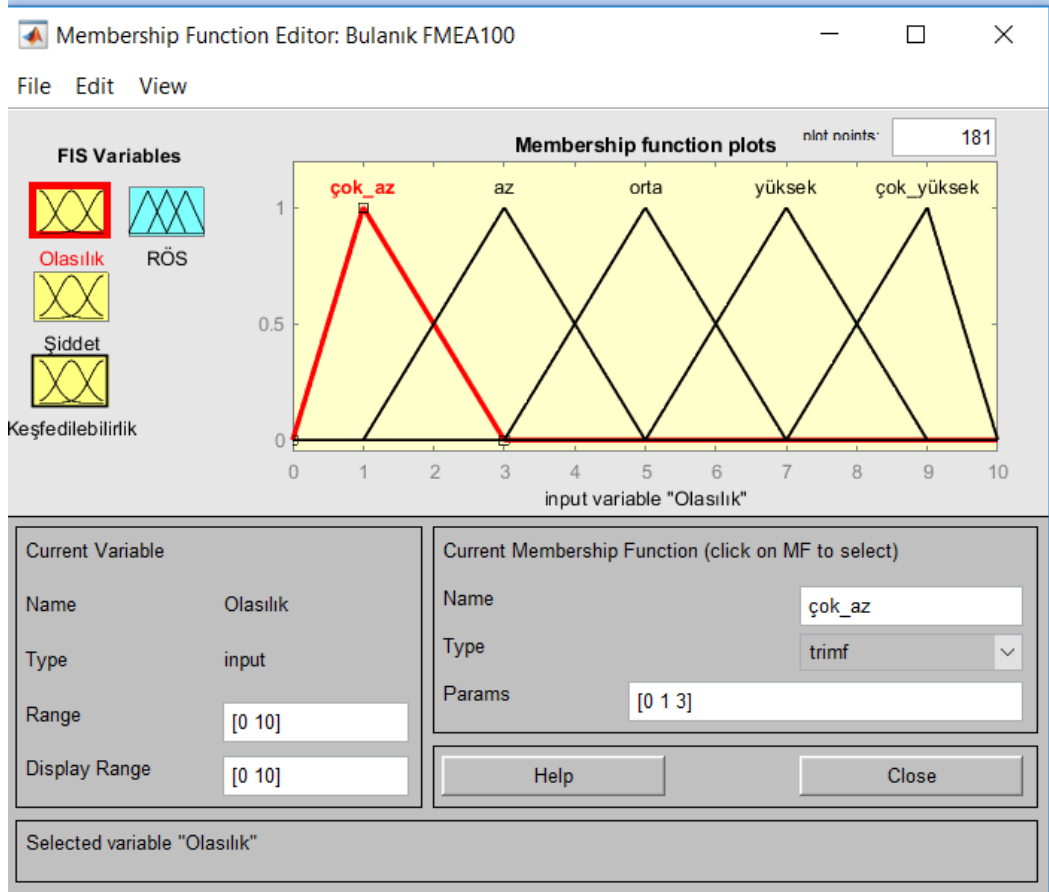 Membership Function Editor: Bulanık FMEA100
File Edit View
FIS Variables
Membership function plots
plot points:
181
Olasılık
RÖS
Şiddet
Keşfedilebilirlik
çok_az
az
orta
yüksek
çok_yüksek
1
0.5
0
0 1 2 3 4 5 6 7 8 9 10
input variable "Olasılık"
Current Variable
Name Olasılık
Type input
Range [0 10]
Display Range [0 10]
Current Membership Function (click on MF to select)
Name çok_az
Type trimf
Params [0 1 3]
Help
Close
Selected variable "Olasılık"